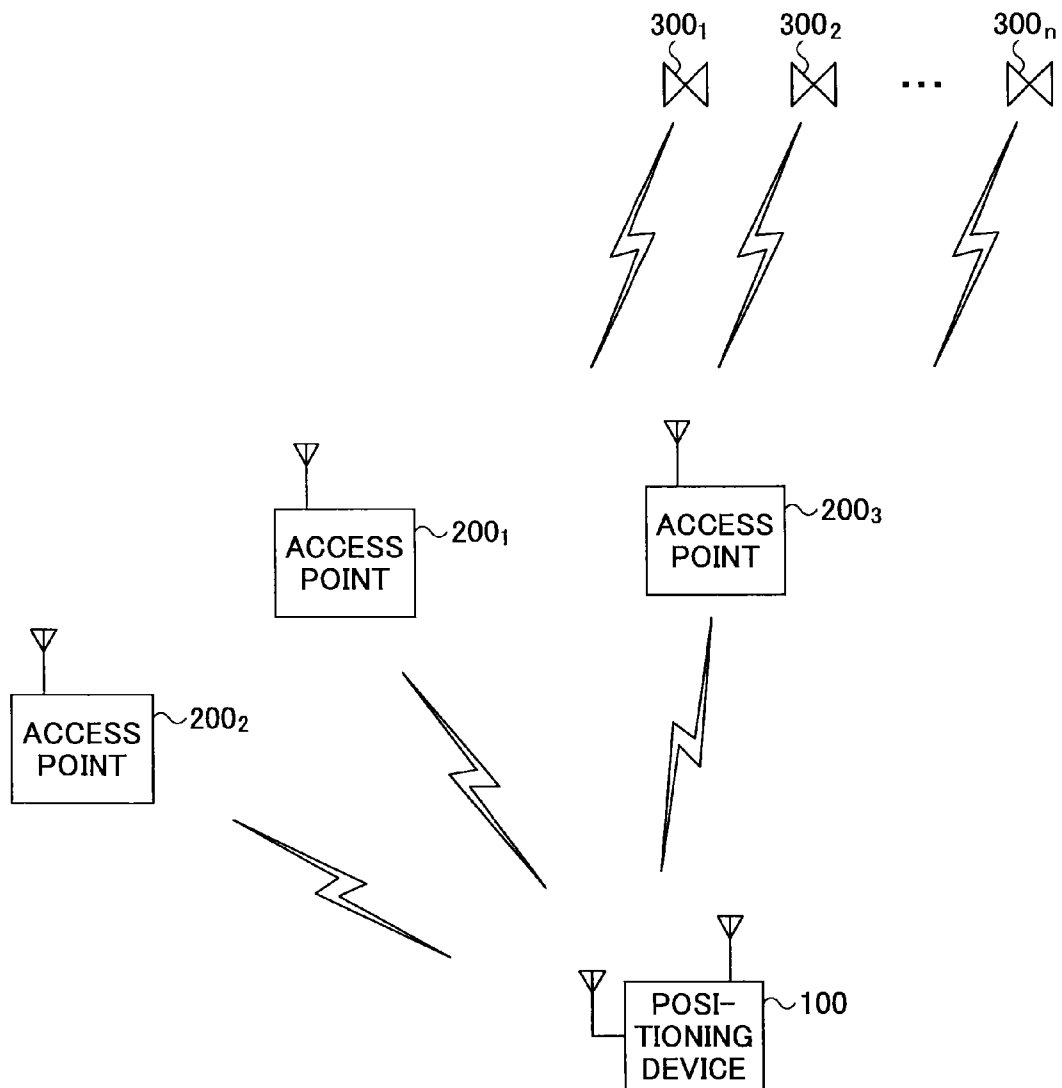 300₁ 300₂ ... 300ₙ
ACCESS
POINT
200₁
ACCESS
POINT
200₃
ACCESS
POINT
200₂
POSI-
TIONING
DEVICE
100